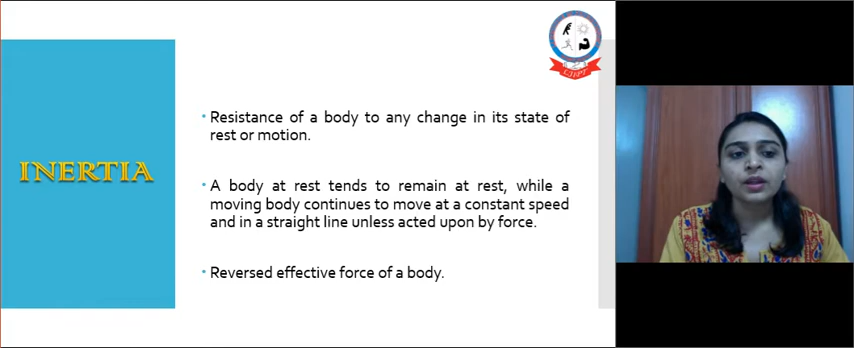 INERTIA
• Resistance of a body to any change in its state of
rest or motion.
• A body at rest tends to remain at rest, while a
moving body continues to move at a constant speed
and in a straight line unless acted upon by force.
• Reversed effective force of a body.